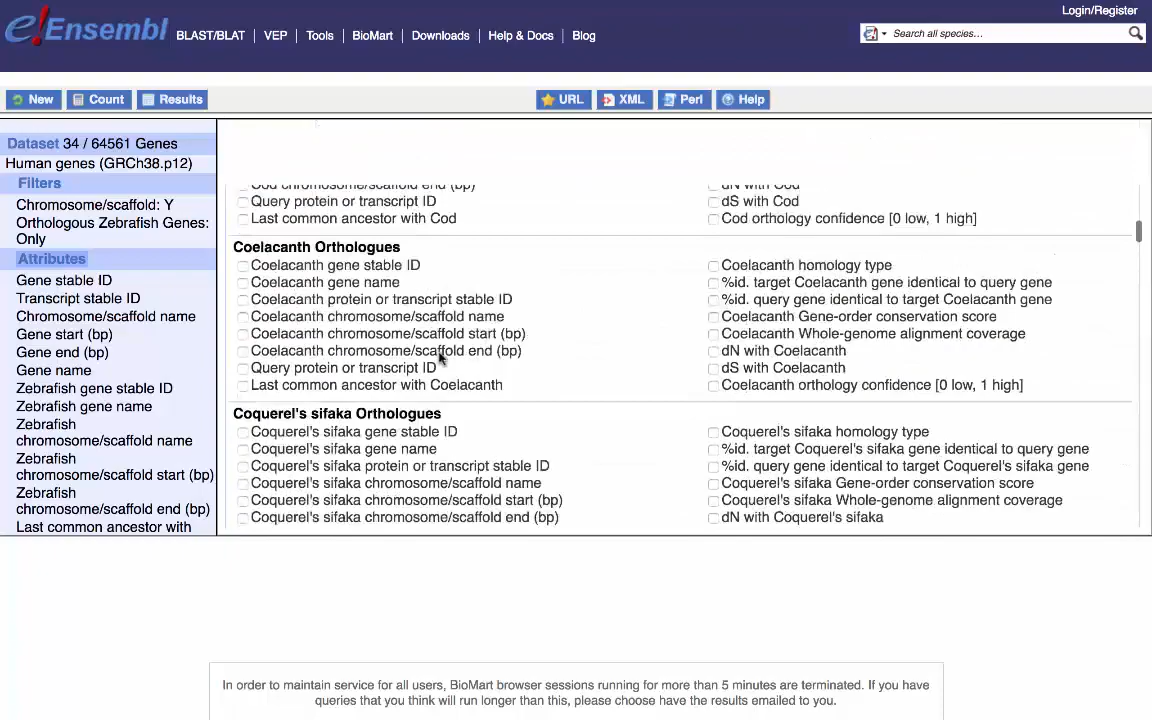 Login/Register
e!Ensembl
BLAST/BLAT | VEP | Tools | BioMart | Downloads | Help & Docs | Blog
Search all species...
New
Count
Results
URL
XML
Perl
Help
Dataset 34 / 64561 Genes
Human genes (GRCh38.p12)
Filters
Chromosome/scaffold: Y
Orthologous Zebrafish Genes:
Only
Attributes
Gene stable ID
Transcript stable ID
Chromosome/scaffold name
Gene start (bp)
Gene end (bp)
Gene name
Zebrafish gene stable ID
Zebrafish gene name
Zebrafish
chromosome/scaffold name
Zebrafish
chromosome/scaffold start (bp)
Zebrafish
chromosome/scaffold end (bp)
Last common ancestor with
Cod chromosome/scaffold end (bp)
Query protein or transcript ID
Last common ancestor with Cod
dN with Cod
dS with Cod
Cod orthology confidence [0 low, 1 high]
Coelacanth Orthologues
Coelacanth gene stable ID
Coelacanth gene name
Coelacanth protein or transcript stable ID
Coelacanth chromosome/scaffold name
Coelacanth chromosome/scaffold start (bp)
Coelacanth chromosome/scaffold end (bp)
Query protein or transcript ID
Last common ancestor with Coelacanth
Coelacanth homology type
%id. target Coelacanth gene identical to query gene
%id. query gene identical to target Coelacanth gene
Coelacanth Gene-order conservation score
Coelacanth Whole-genome alignment coverage
dN with Coelacanth
dS with Coelacanth
Coelacanth orthology confidence [0 low, 1 high]
Coquerel's sifaka Orthologues
Coquerel's sifaka gene stable ID
Coquerel's sifaka gene name
Coquerel's sifaka protein or transcript stable ID
Coquerel's sifaka chromosome/scaffold name
Coquerel's sifaka chromosome/scaffold start (bp)
Coquerel's sifaka chromosome/scaffold end (bp)
Coquerel's sifaka homology type
%id. target Coquerel's sifaka gene identical to query gene
%id. query gene identical to target Coquerel's sifaka gene
Coquerel's sifaka Gene-order conservation score
Coquerel's sifaka Whole-genome alignment coverage
dN with Coquerel's sifaka
In order to maintain service for all users, BioMart browser sessions running for more than 5 minutes are terminated. If you have
queries that you think will run longer than this, please choose have the results emailed to you.